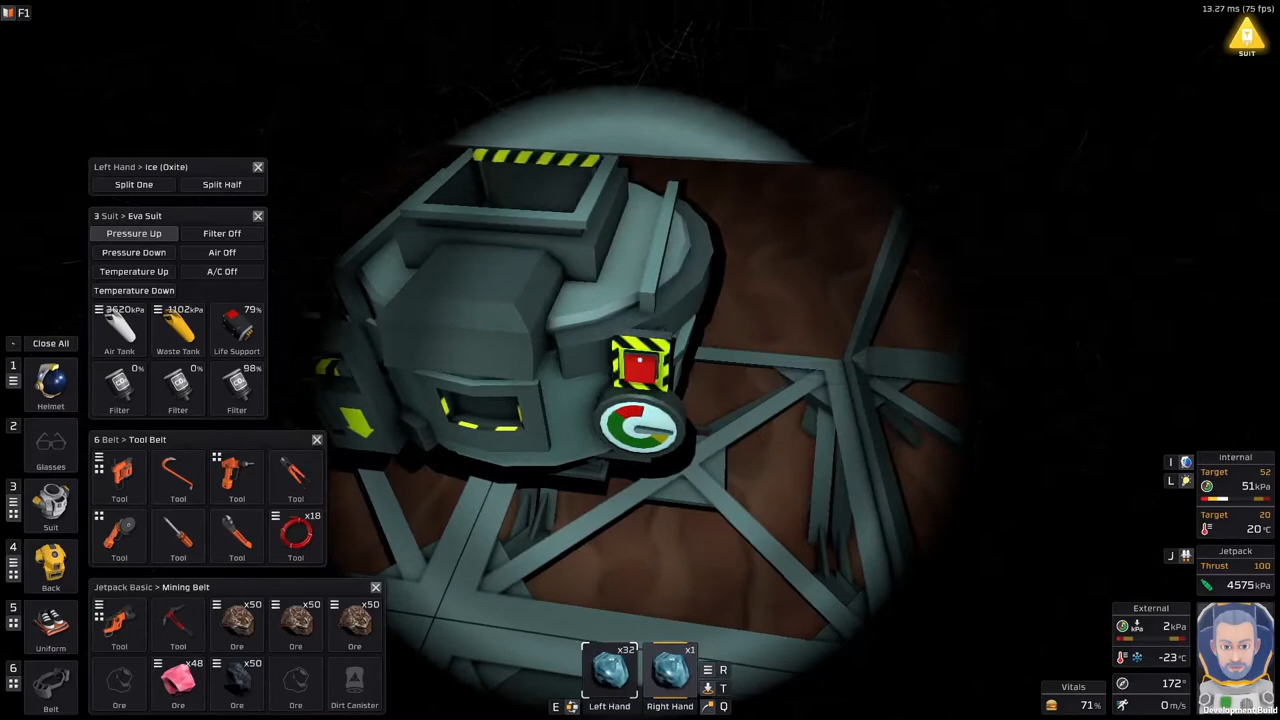 F1
13.27 ms (75 fps)
SUIT
Left Hand > Ice (Oxite)
Split One Split Half
3 Suit > Eva Suit
Pressure Up Filter Off
Pressure Down Air Off
Temperature Up A/C Off
Temperature Down
3620kPa 1102kPa 79%
Air Tank Waste Tank Life Support
0% 0% 98%
Filter Filter Filter
- Close All
1 Helmet
2 Glasses
3 Suit
4 Back
5 Uniform
6 Belt
6 Belt > Tool Belt
Tool Tool Tool Tool
x18
Tool Tool Tool Tool
Jetpack Basic > Mining Belt
x50 x50 x50
Tool Tool Ore Ore Ore
x48 x50
Ore Ore Ore Ore Dirt Canister
x32 x1
R
T
E Left Hand Right Hand Q
Internal
I Target 52
L 51kPa
Target 20
20°C
Jetpack
J Thrust 100
4575kPa
External
2kPa
-23°C
172°
0m/s
Vitals
71%
Development Build